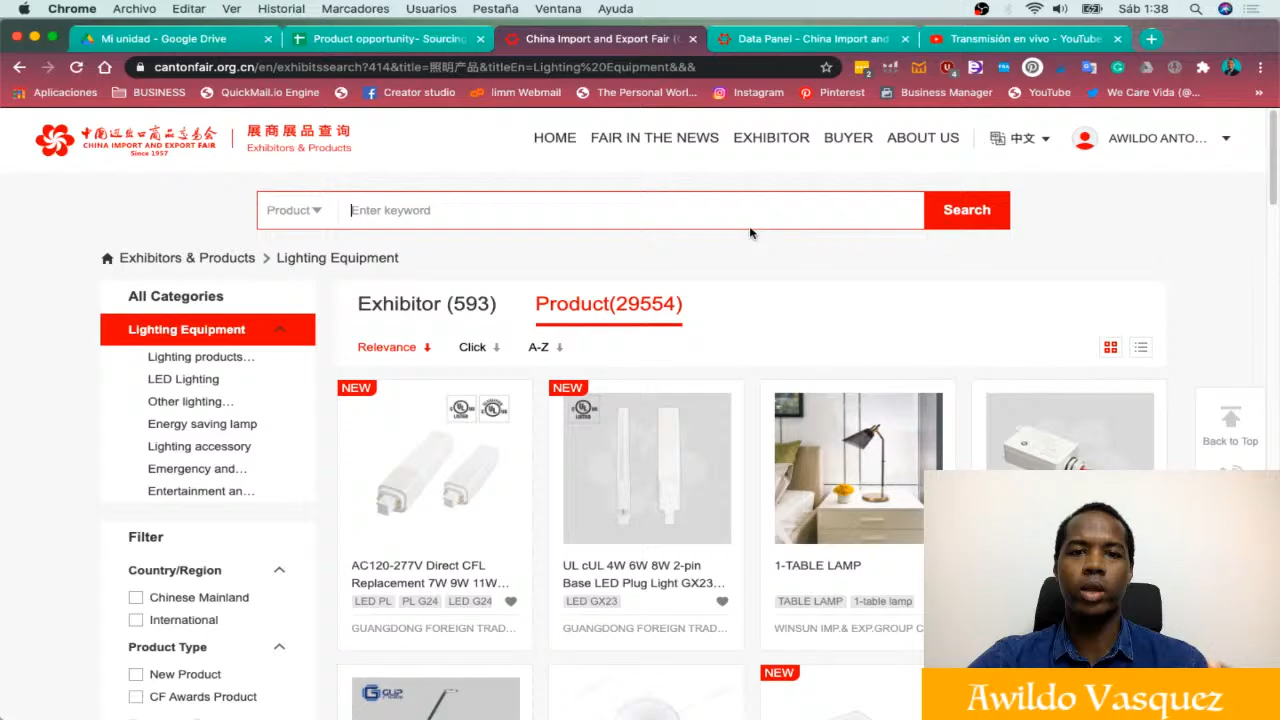 Chrome Archivo Editar Ver Historial Marcadores Usuarios Pestaña Ventana Ayuda Sáb 1:38
Mi unidad - Google Drive
Product opportunity- Sourcing
China Import and Export Fair (
Data Panel - China Import and
Transmisión en vivo - YouTube
cantonfair.org.cn/en/exhibitssearch?414&title=照明产品&titleEn=Lighting%20Equipment&&&
Aplicaciones BUSINESS QuickMail.io Engine Creator studio limm Webmail The Personal Wor... Instagram Pinterest Business Manager YouTube We Care Vida (@... »
中国进出口商品交易会
CHINA IMPORT AND EXPORT FAIR
Since 1957
展商展品查询
Exhibitors & Products
HOME FAIR IN THE NEWS EXHIBITOR BUYER ABOUT US 中文 AWILDO ANTO...
Product Enter keyword Search
Exhibitors & Products > Lighting Equipment
All Categories
Lighting Equipment
Lighting products...
LED Lighting
Other lighting...
Energy saving lamp
Lighting accessory
Emergency and...
Entertainment an...
Filter
Country/Region
Chinese Mainland
International
Product Type
New Product
CF Awards Product
Exhibitor (593) Product(29554)
Relevance Click A-Z
NEW
AC120-277V Direct CFL
Replacement 7W 9W 11W...
LED PL PL G24 LED G24
GUANGDONG FOREIGN TRAD...
NEW
UL cUL 4W 6W 8W 2-pin
Base LED Plug Light GX23...
LED GX23
GUANGDONG FOREIGN TRAD...
1-TABLE LAMP
TABLE LAMP 1-table lamp
WINSUN IMP.& EXP.GROUP C
NEW
Back to Top
Awildo Vasquez